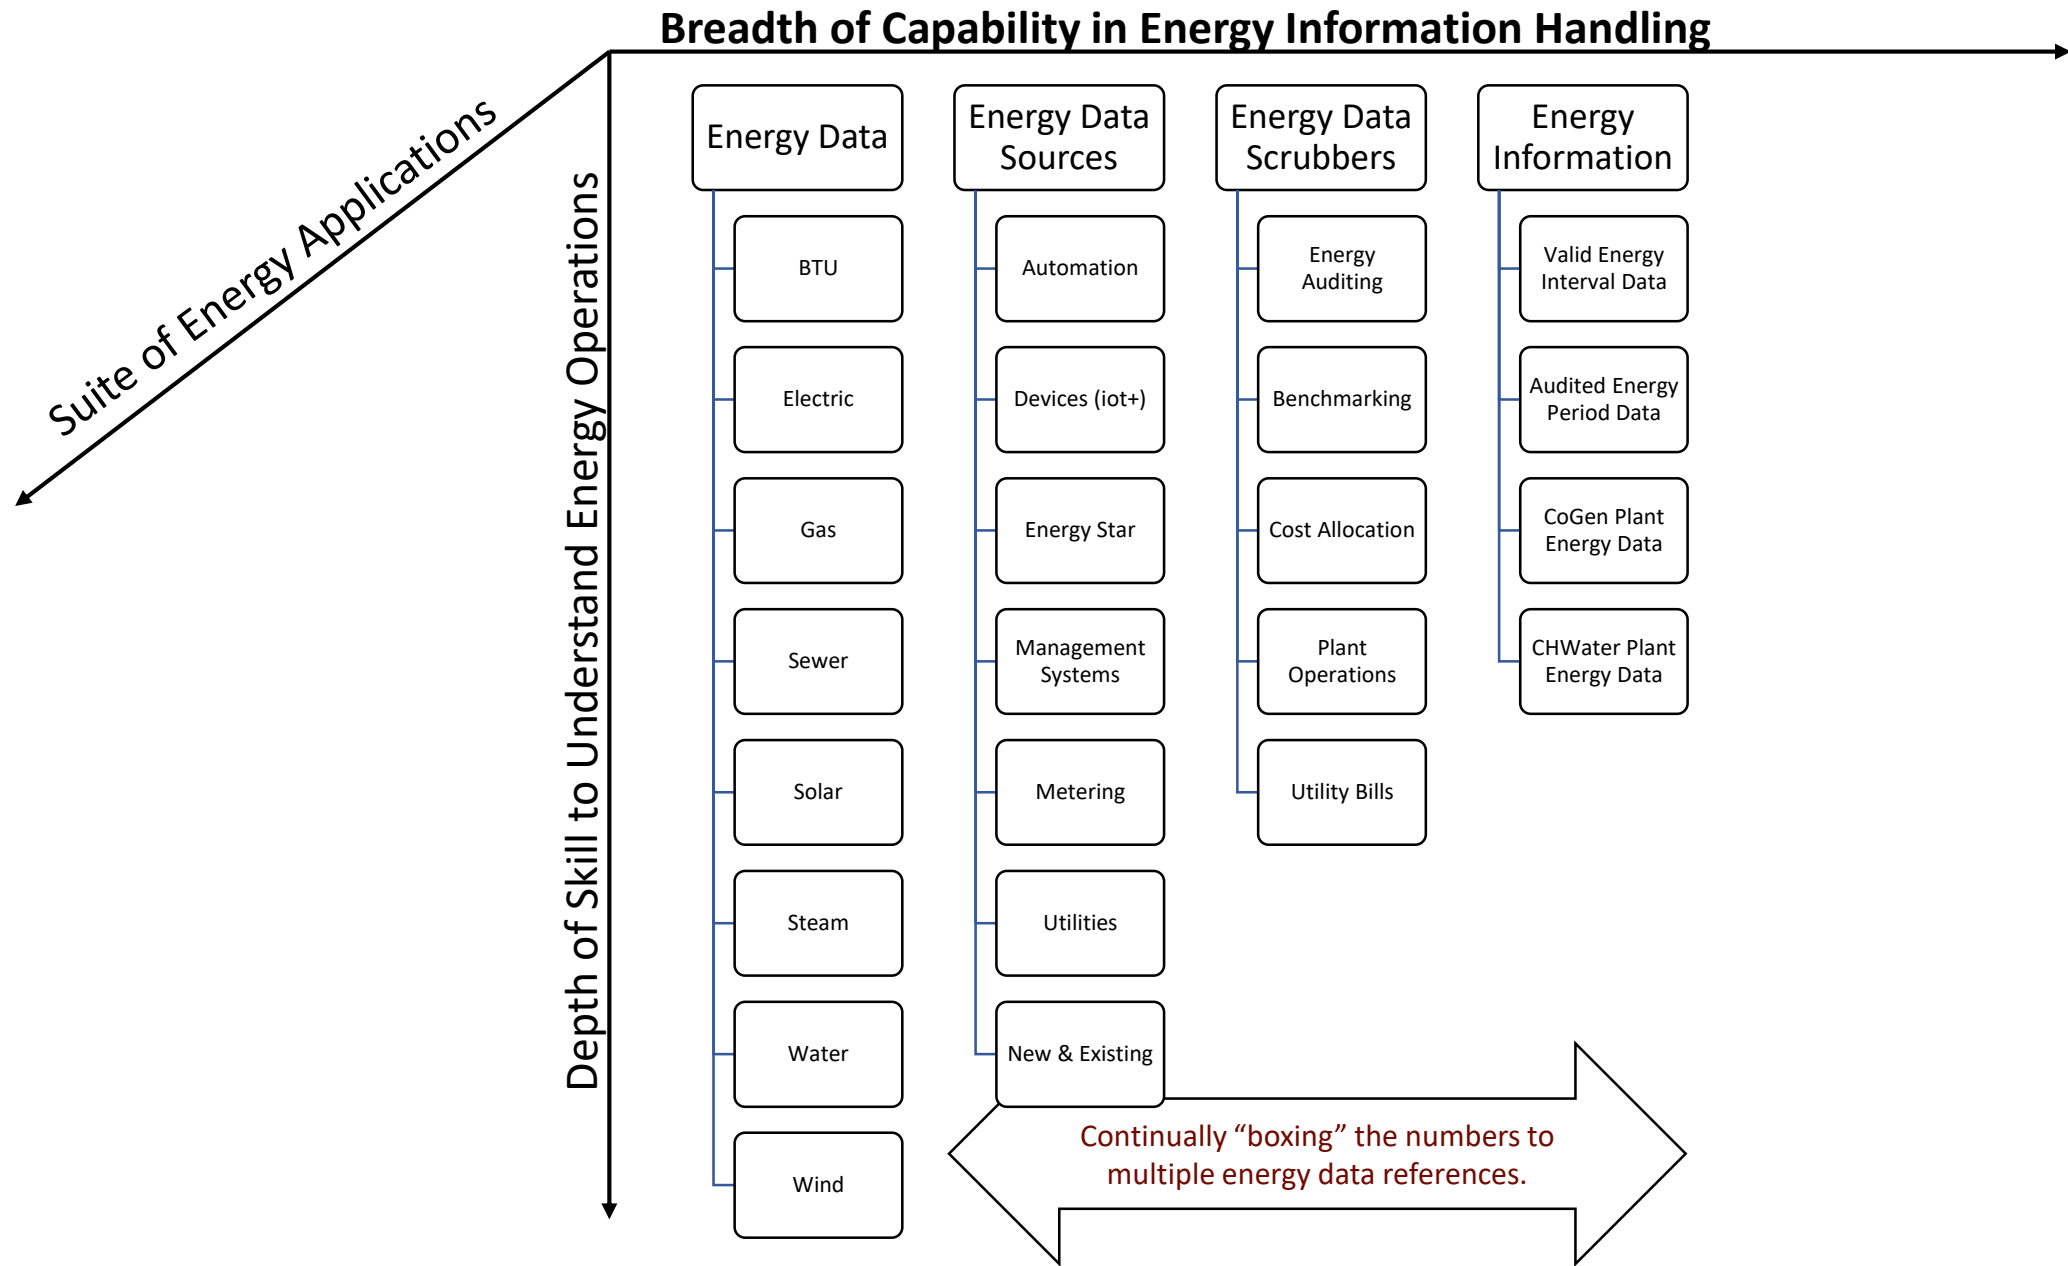 Breadth of Capability in Energy Information Handling
Suite of Energy Applications
Depth of Skill to Understand Energy Operations
Energy Data
BTU
Electric
Gas
Sewer
Solar
Steam
Water
Wind
Energy Data
Sources
Automation
Devices (iot+)
Energy Star
Management
Systems
Metering
Utilities
New & Existing
Energy Data
Scrubbers
Energy
Auditing
Benchmarking
Cost Allocation
Plant
Operations
Utility Bills
Energy
Information
Valid Energy
Interval Data
Audited Energy
Period Data
CoGen Plant
Energy Data
CHWater Plant
Energy Data
Continually “boxing” the numbers to
multiple energy data references.